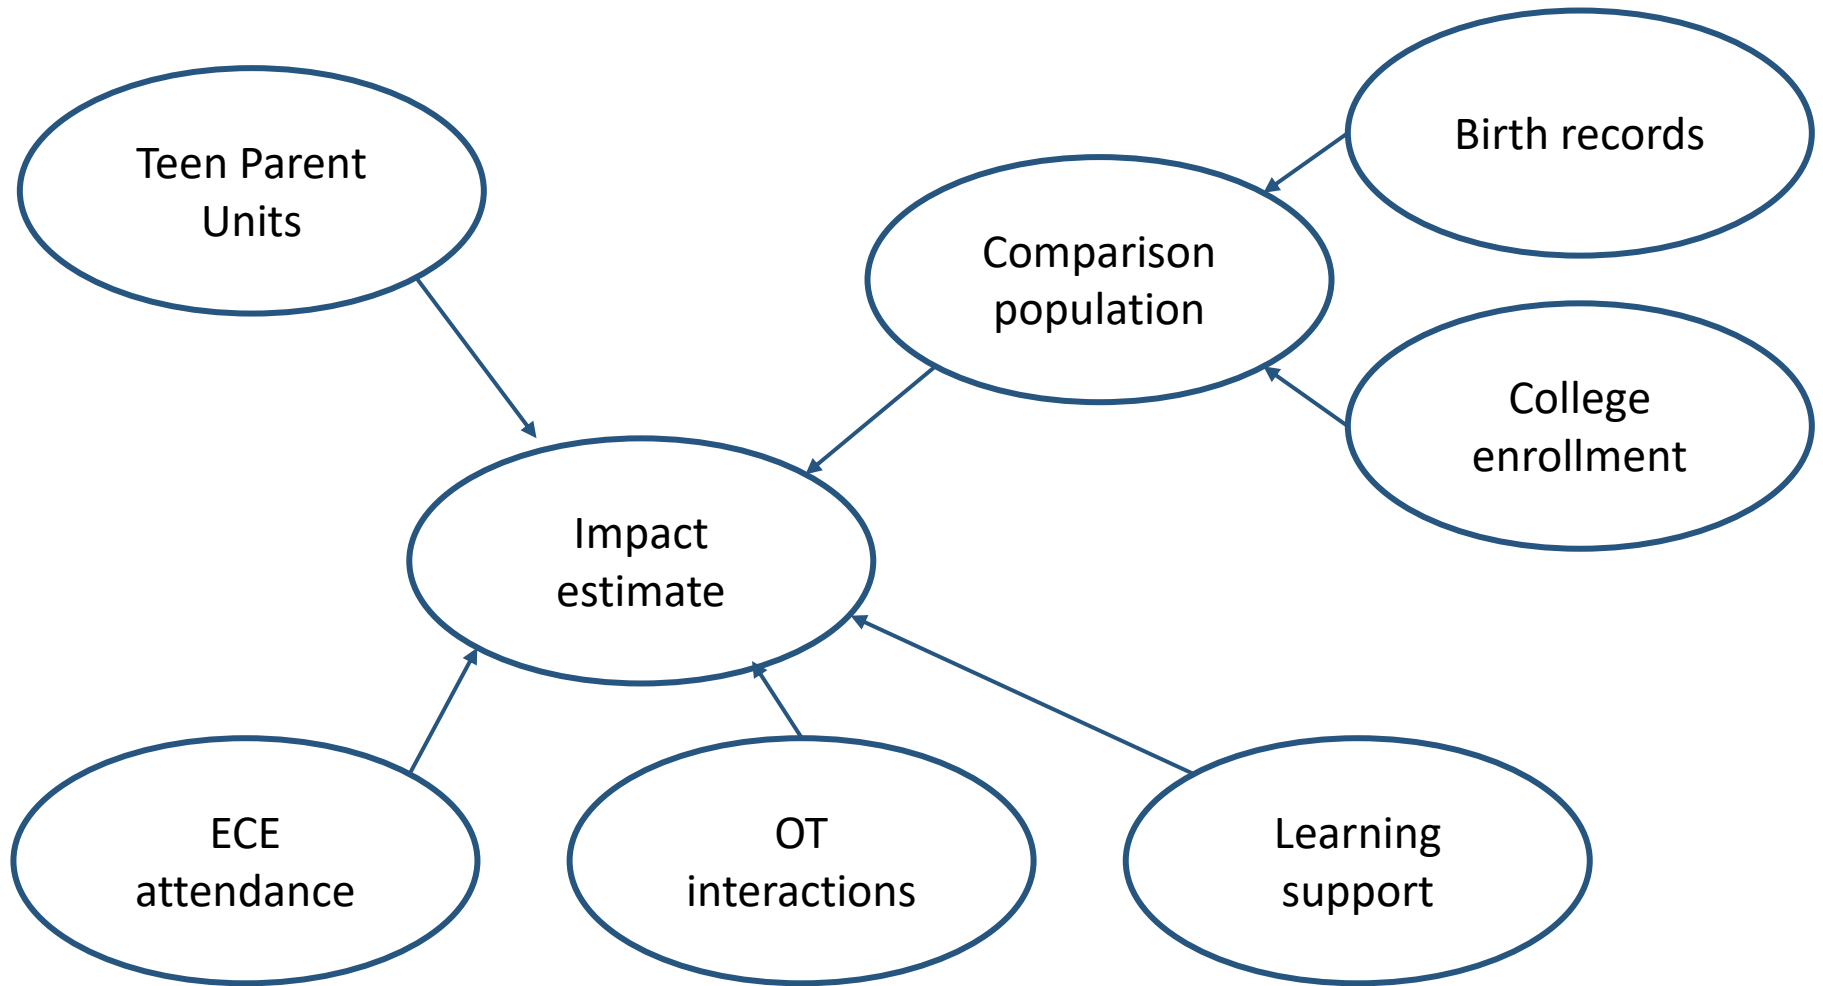 Teen Parent
Units
Birth records
Comparison
population
College
enrollment
Impact
estimate
ECE
attendance
OT
interactions
Learning
support